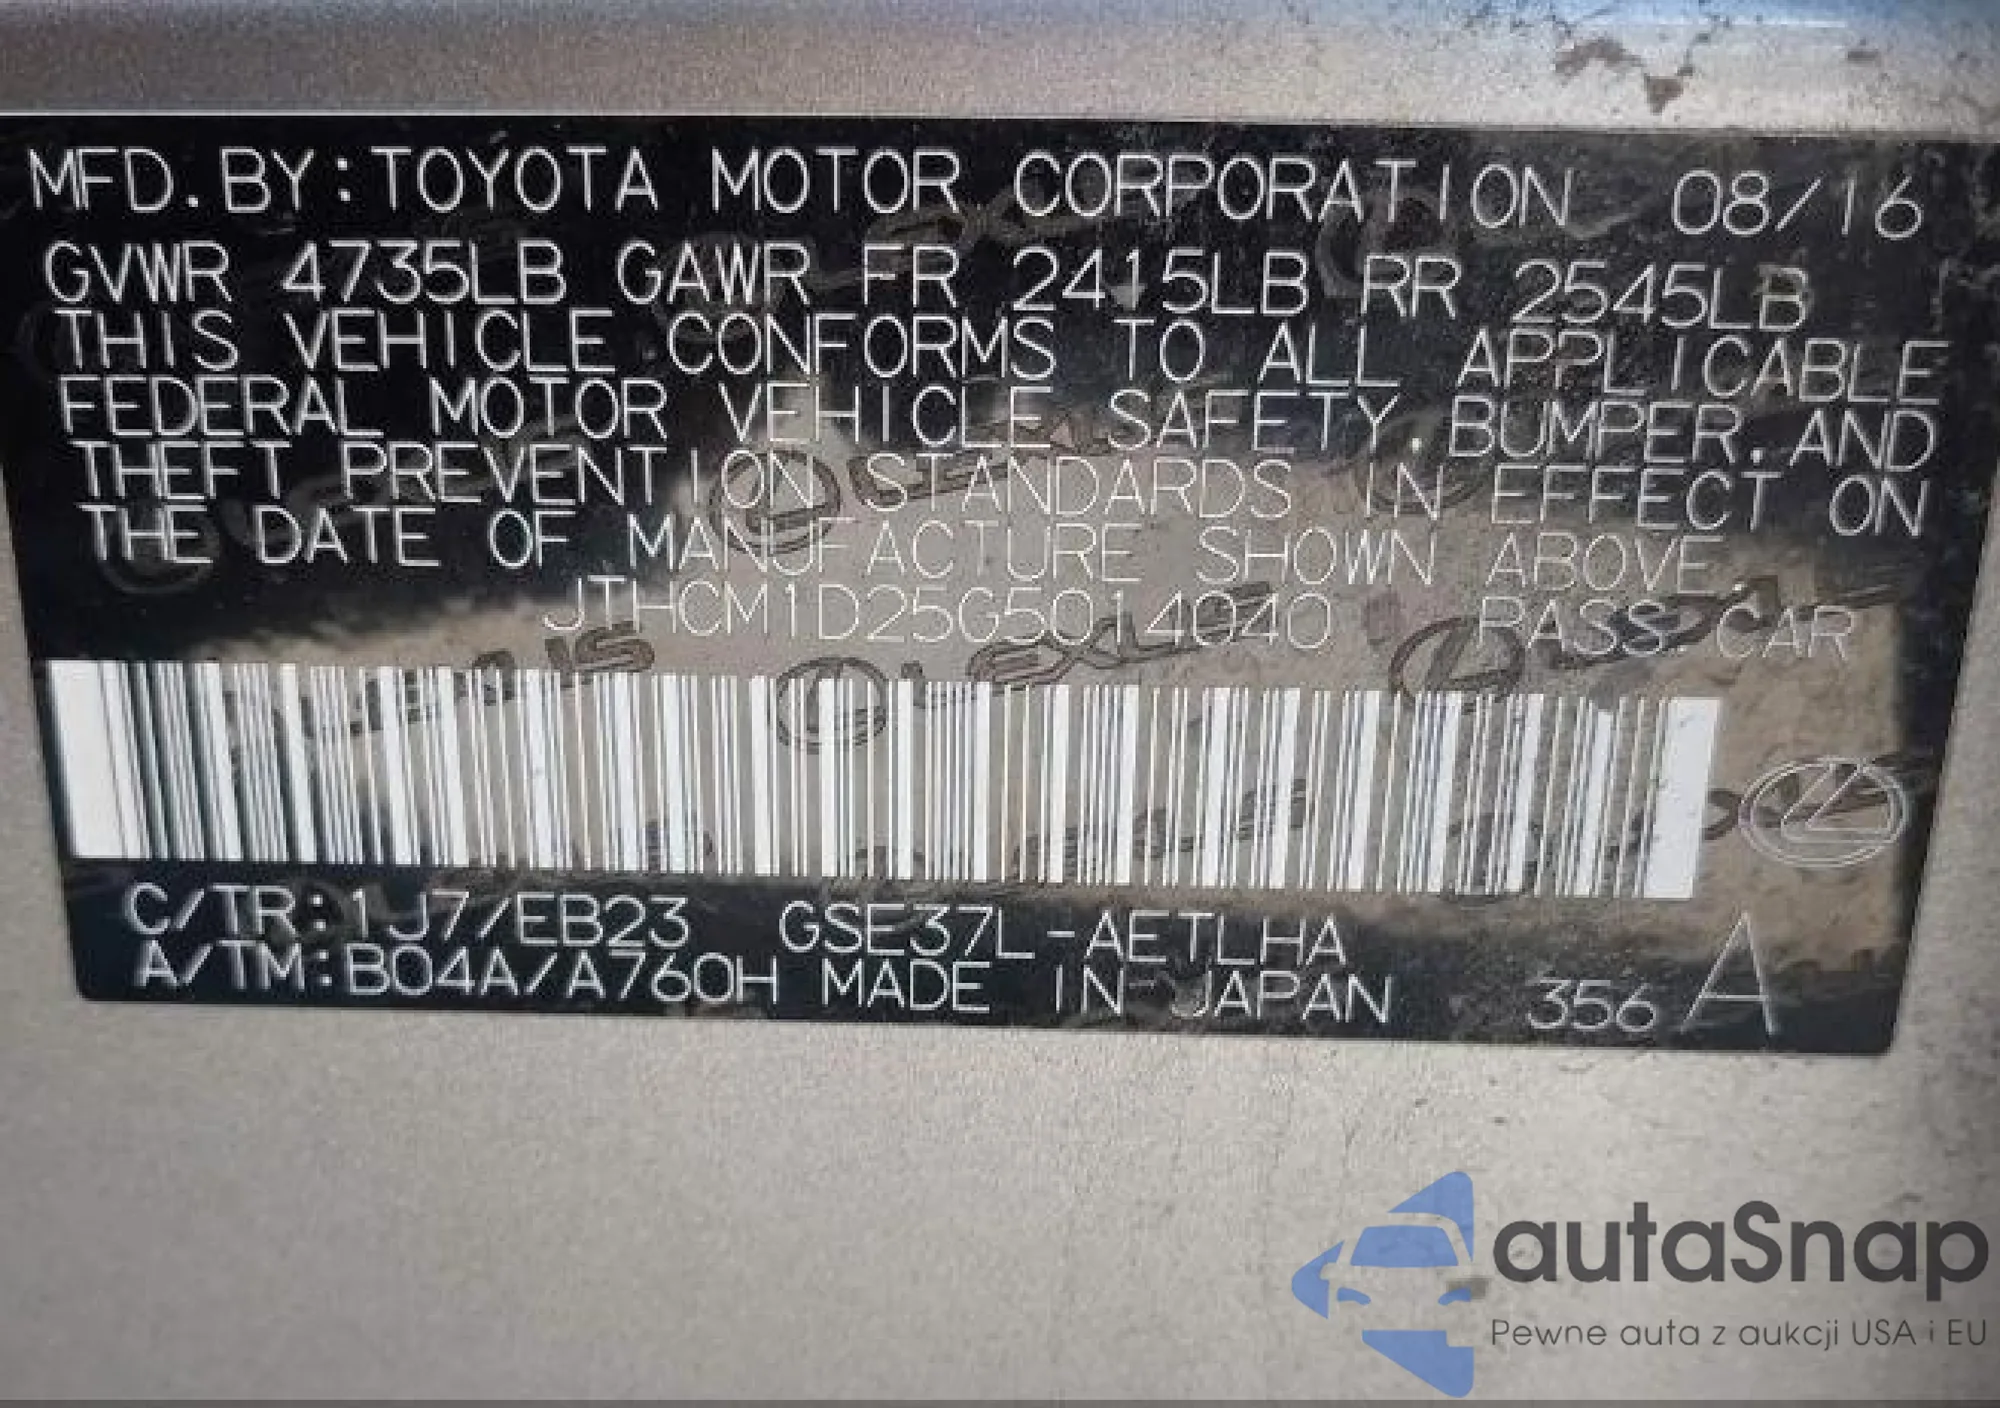 MFD.BY:TOYOTA MOTOR CORPORATION 08/16
GVWR 4735LB GAWR FR 2415LB RR 2545LB
THIS VEHICLE CONFORMS TO ALL APPLICABLE
FEDERAL MOTOR VEHICLE SAFETY,BUMPER,AND
THEFT PREVENTION STANDARDS IN EFFECT ON
THE DATE OF MANUFACTURE SHOWN ABOVE.
JTHCM1D25G5014040 PASS.CAR
C/TR:1J7/EB23 GSE37L-AETLHA
A/TM:B04A/A760H MADE IN JAPAN 356 A
LEXUS
autaSnap
Pewne auta z aukcji USA i EU